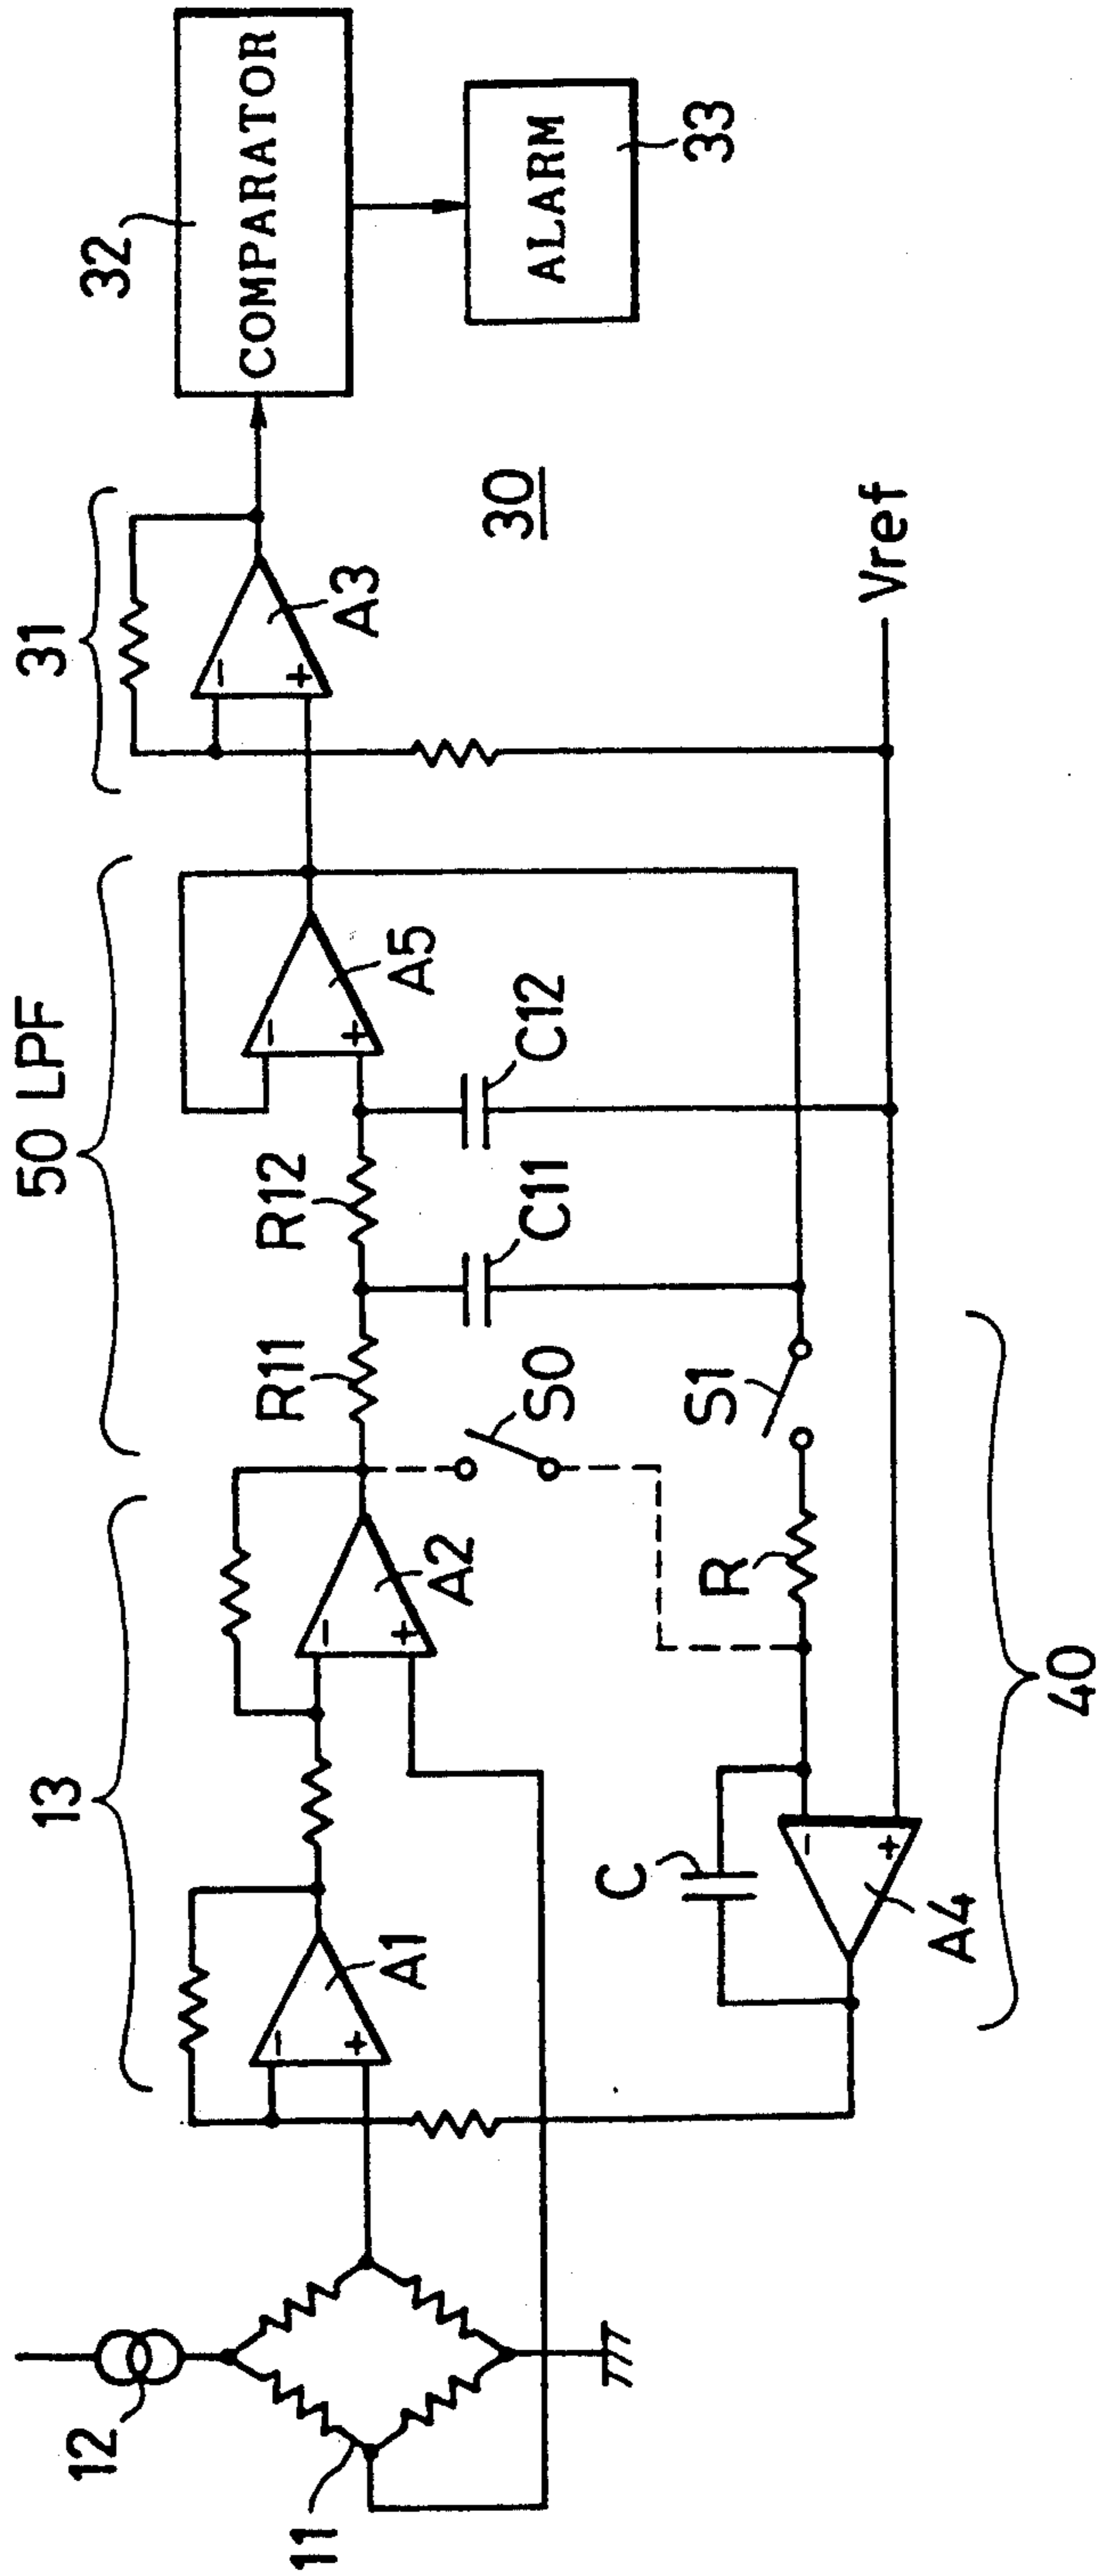 13
50 LPF
31
32
COMPARATOR
ALARM
33
30
12
11
A1
A2
R11
R12
A5
A3
C11
C12
S0
S1
R
C
A4
40
Vref
−
+
−
+
−
+
−
+
−
+